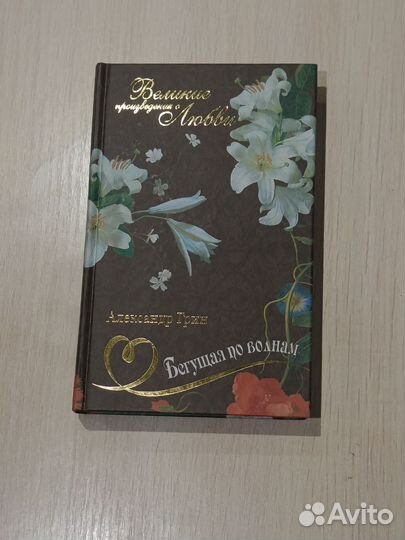 Великие
произведения о
Любви
Александр Грин
Бегущая по волнам
Avito